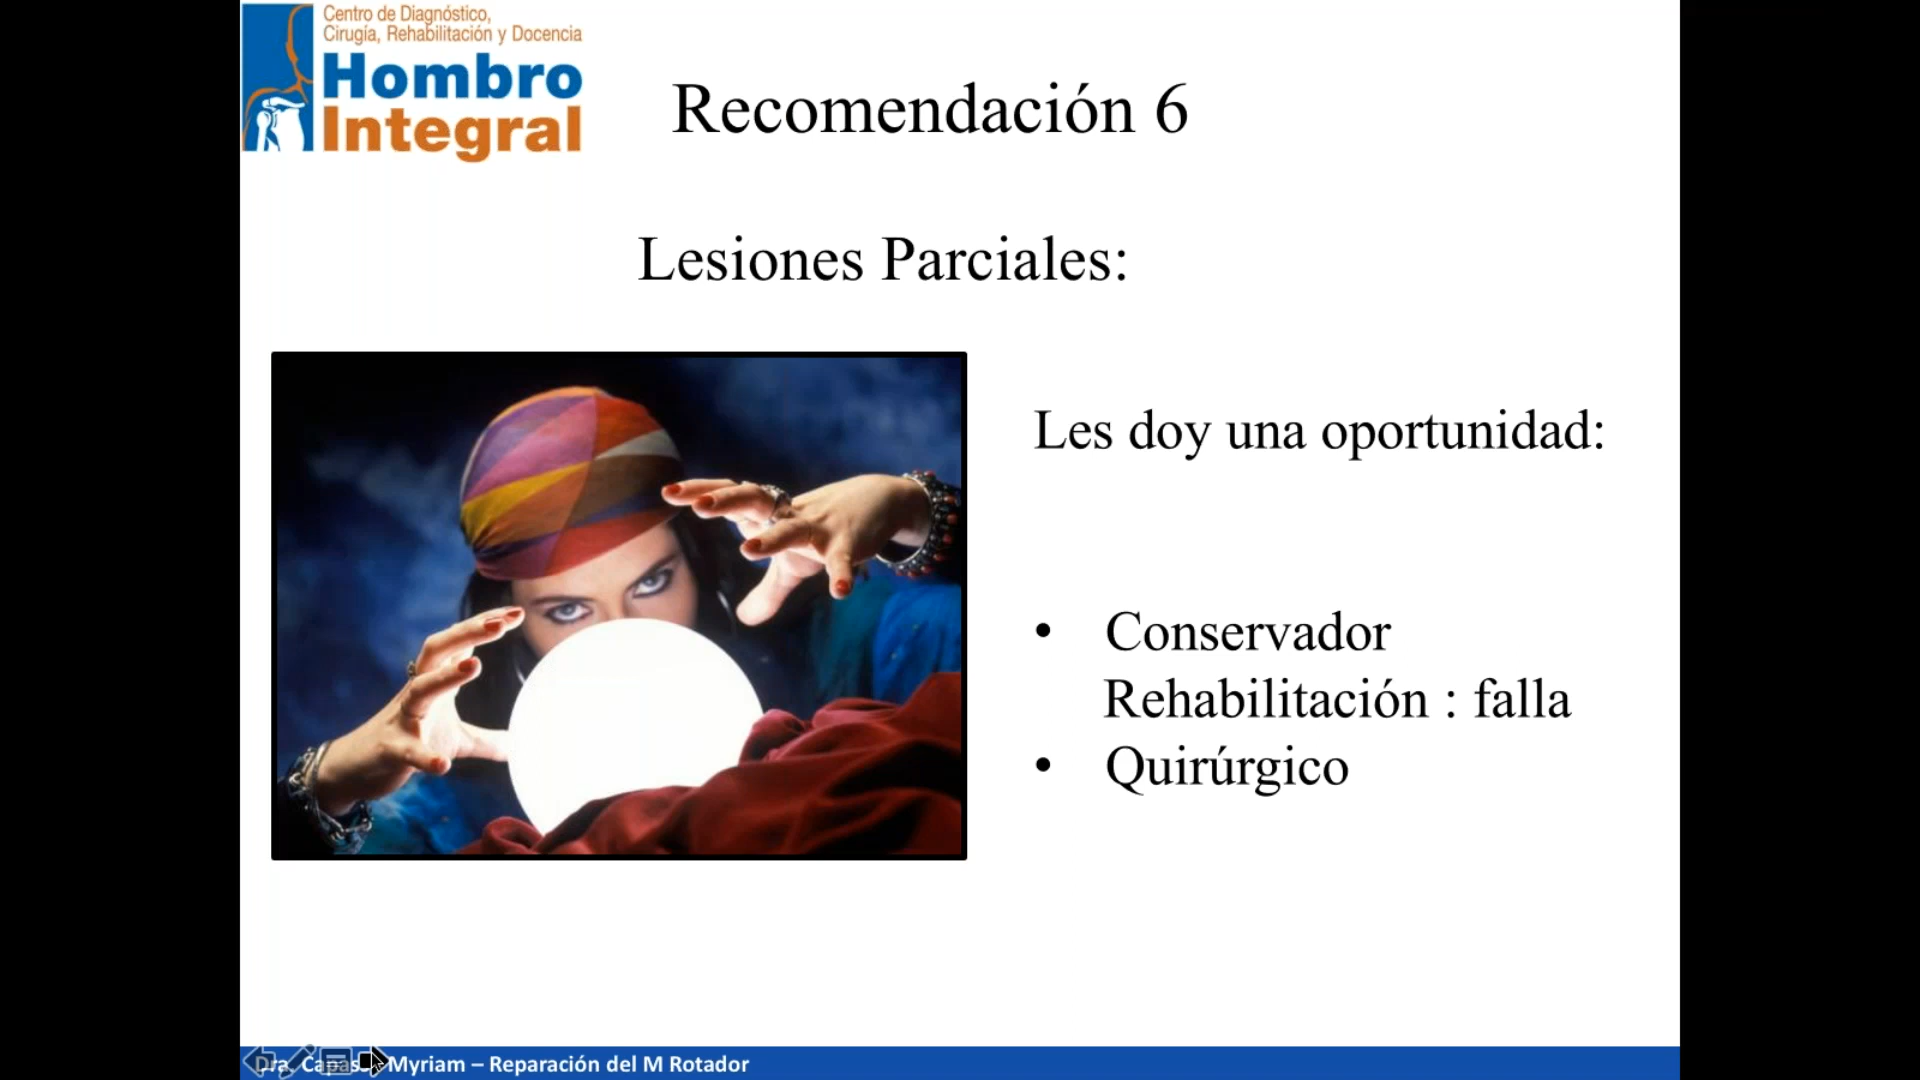 Centro de Diagnóstico,
Cirugía, Rehabilitación y Docencia
Hombro
Integral
Recomendación 6
Lesiones Parciales:
Les doy una oportunidad:
• Conservador
Rehabilitación : falla
• Quirúrgico
Dra. Myriam – Reparación del M Rotador